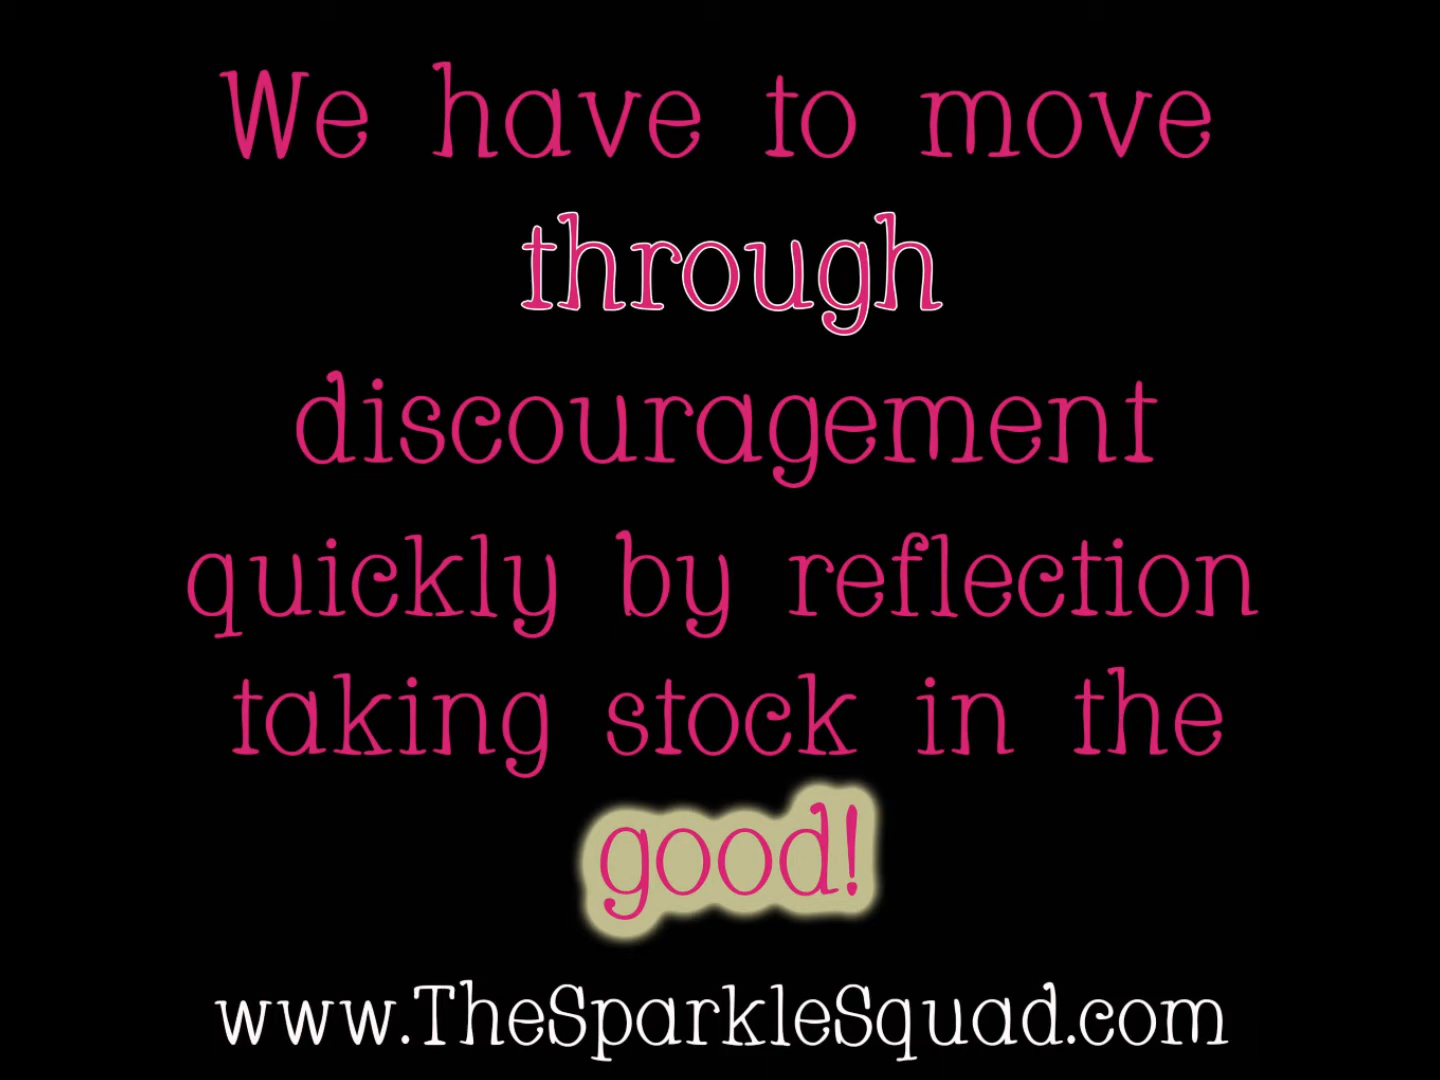 We have to move
through
discouragement
quickly by reflection
taking stock in the
good!
www.TheSparkleSquad.com